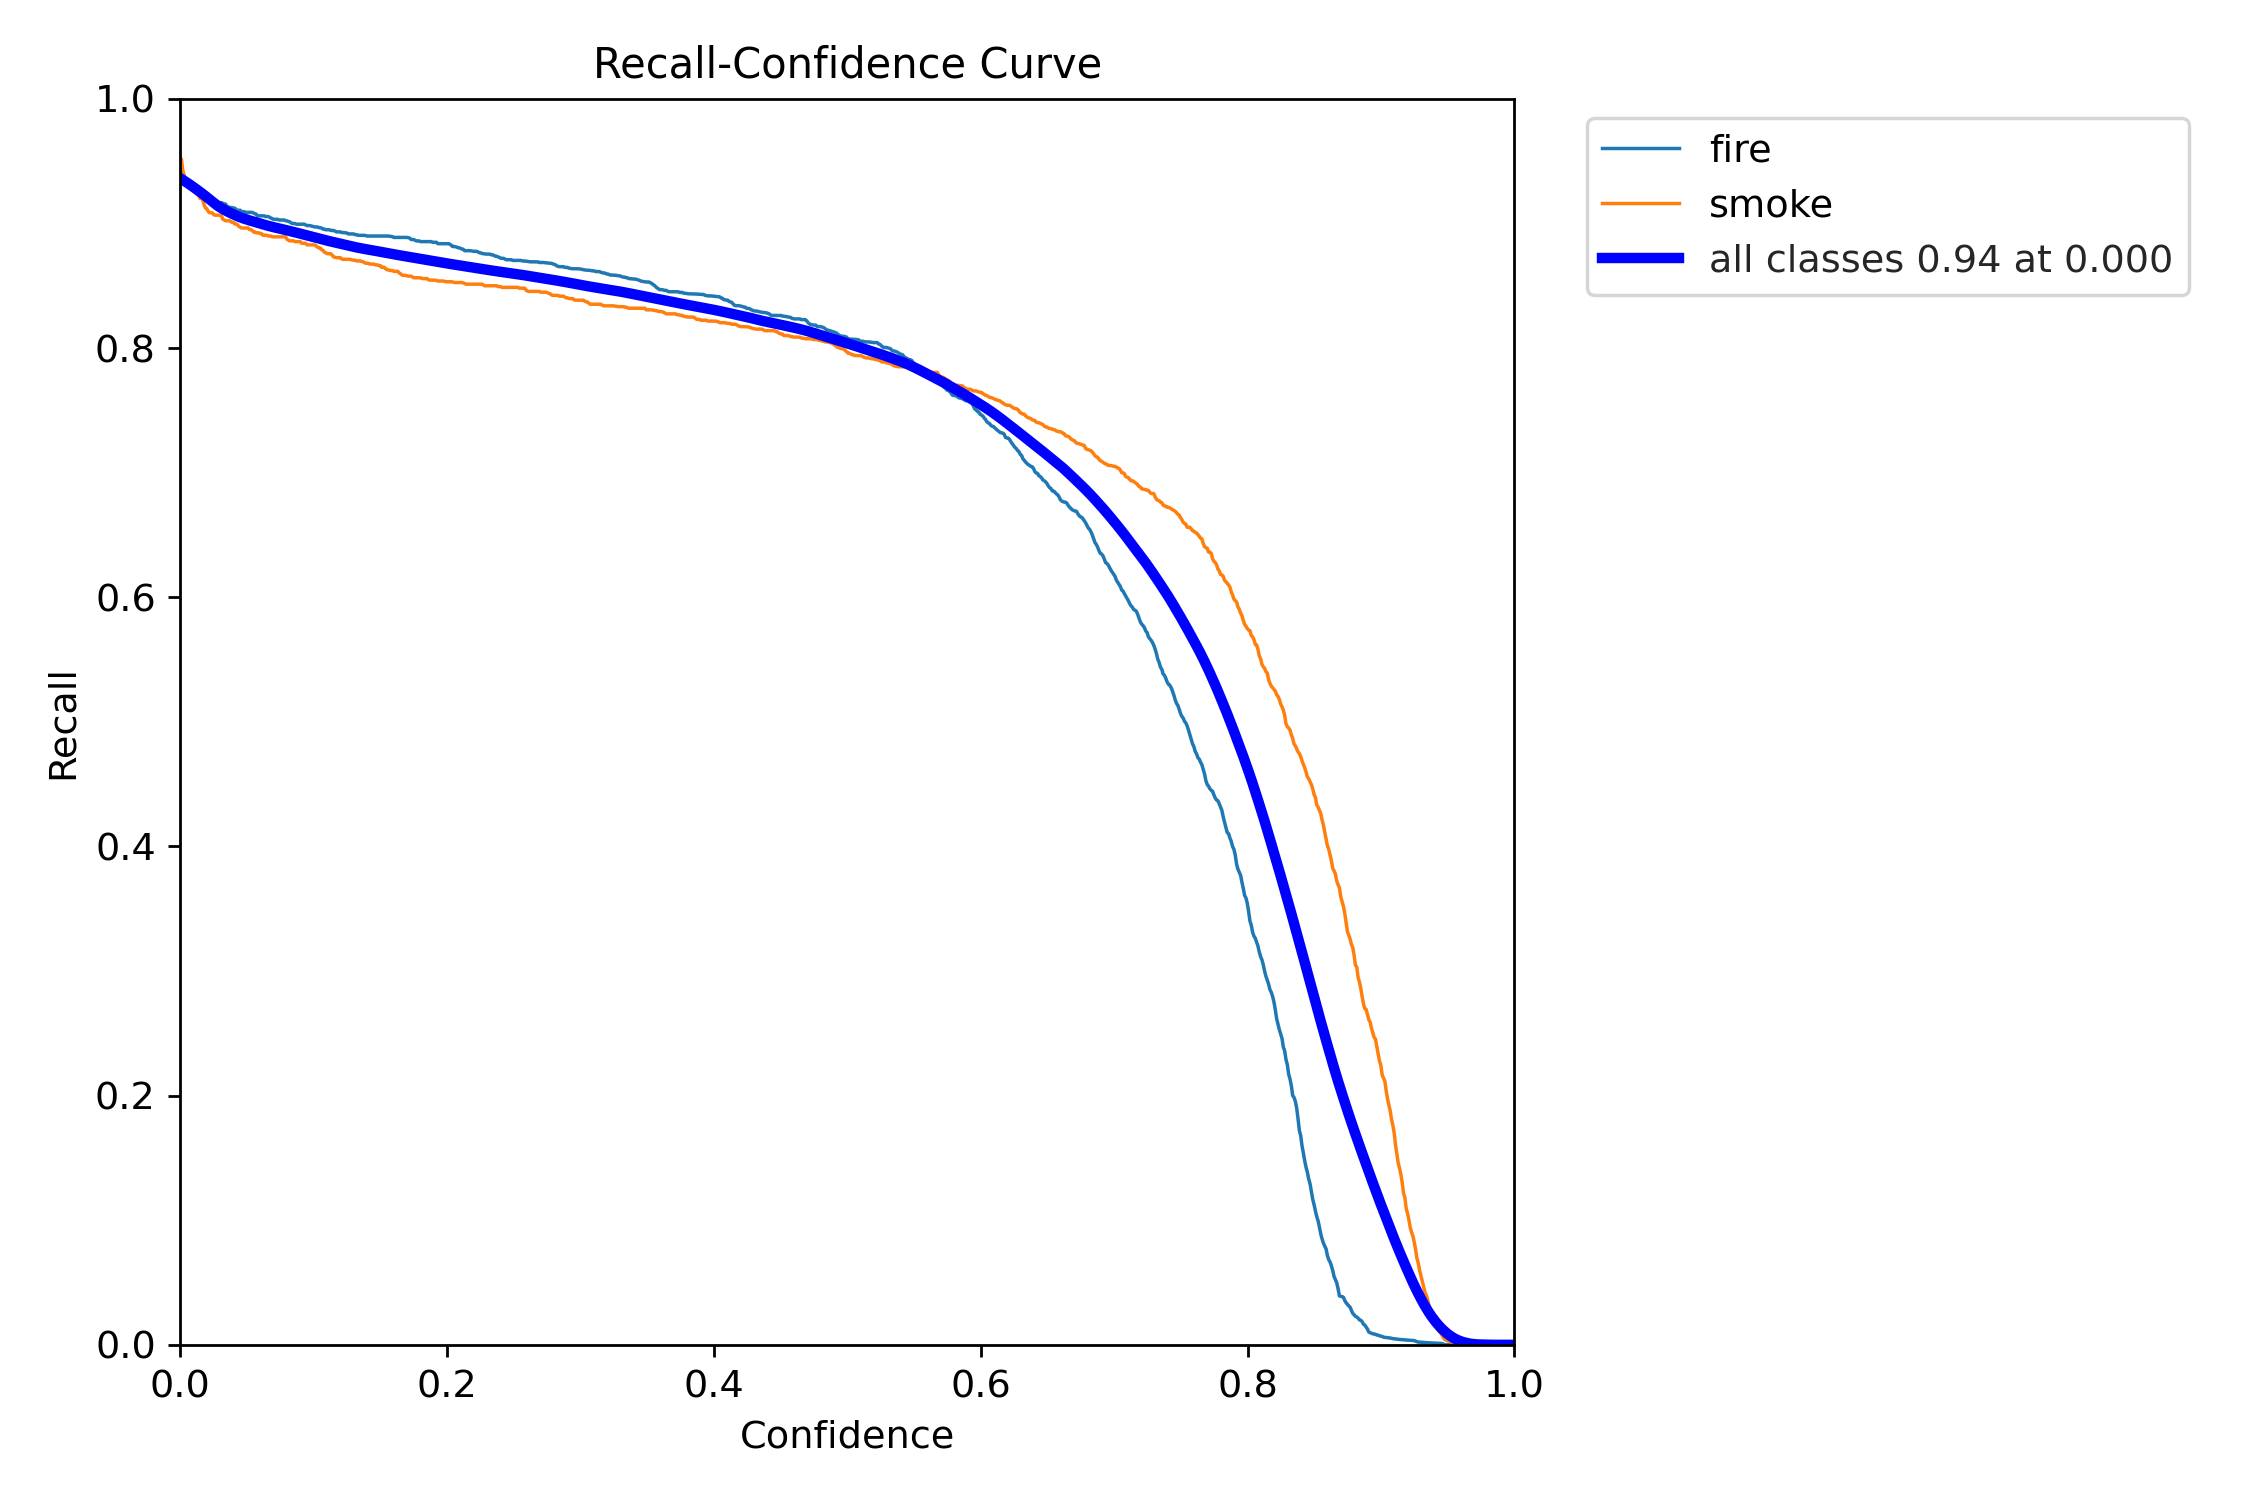 Recall-Confidence Curve
1.0
0.8
0.6
0.4
0.2
0.0
Recall
0.0 0.2 0.4 0.6 0.8 1.0
Confidence
fire
smoke
all classes 0.94 at 0.000